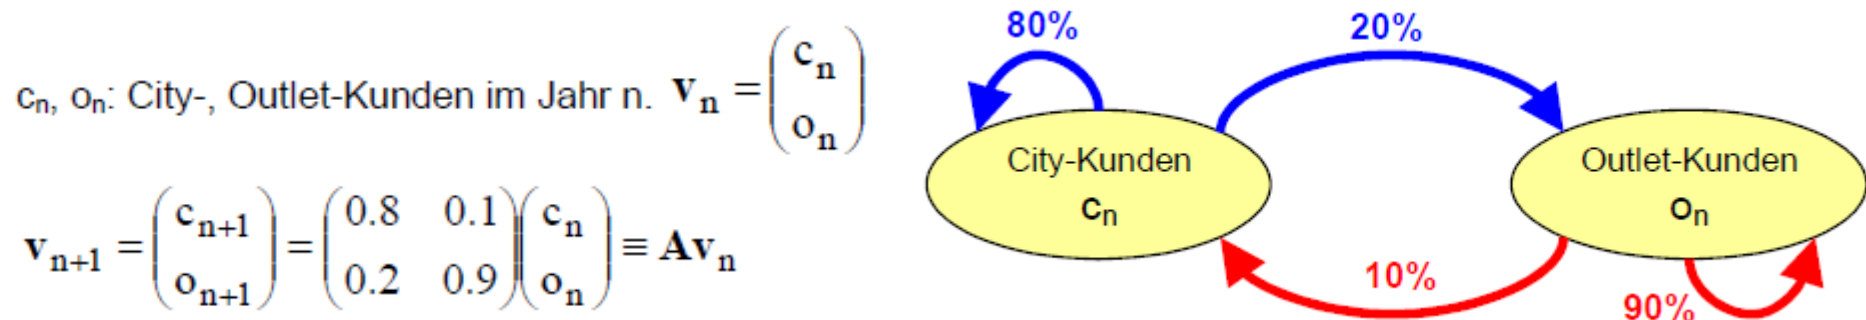 cₙ, oₙ: City-, Outlet-Kunden im Jahr n. vₙ = (cₙ oₙ)
vₙ₊₁ = (cₙ₊₁ oₙ₊₁) = (0.8 0.1 0.2 0.9)(cₙ oₙ) ≡ Avₙ
80%
20%
City-Kunden
cₙ
Outlet-Kunden
oₙ
10%
90%